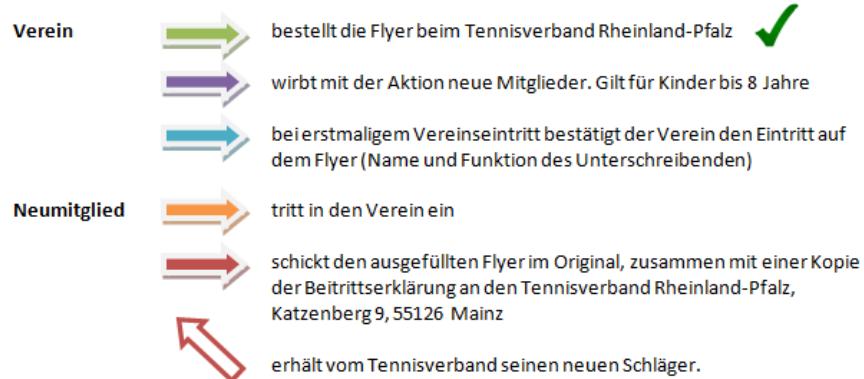 Verein bestellt die Flyer beim Tennisverband Rheinland-Pfalz
wirbt mit der Aktion neue Mitglieder. Gilt für Kinder bis 8 Jahre
bei erstmaligem Vereinseintritt bestätigt der Verein den Eintritt auf
dem Flyer (Name und Funktion des Unterschreibenden)
Neumitglied tritt in den Verein ein
schickt den ausgefüllten Flyer im Original, zusammen mit einer Kopie
der Beitrittserklärung an den Tennisverband Rheinland-Pfalz,
Katzenberg 9, 55126 Mainz
erhält vom Tennisverband seinen neuen Schläger.